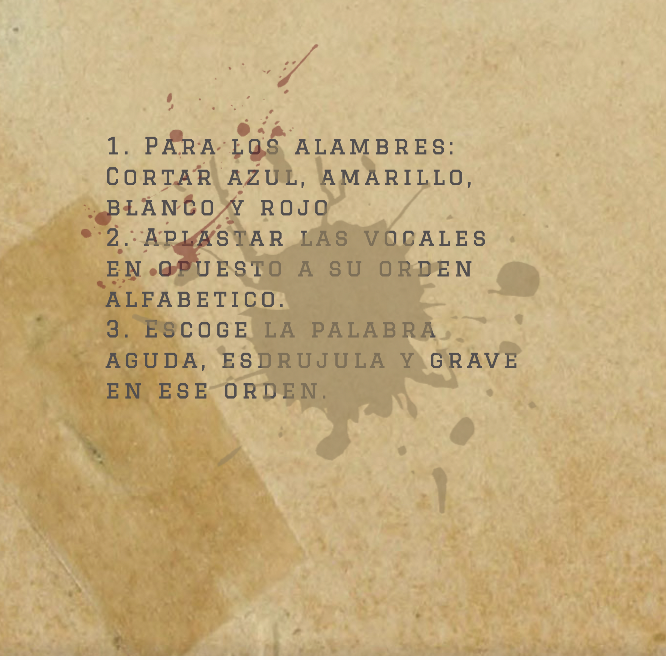 1. Para los alambres:
Cortar azul, amarillo,
blanco y rojo
2. Aplastar las vocales
en opuesto a su orden
alfabetico.
3. Escoge la palabra
aguda, esdrujula y grave
en ese orden.